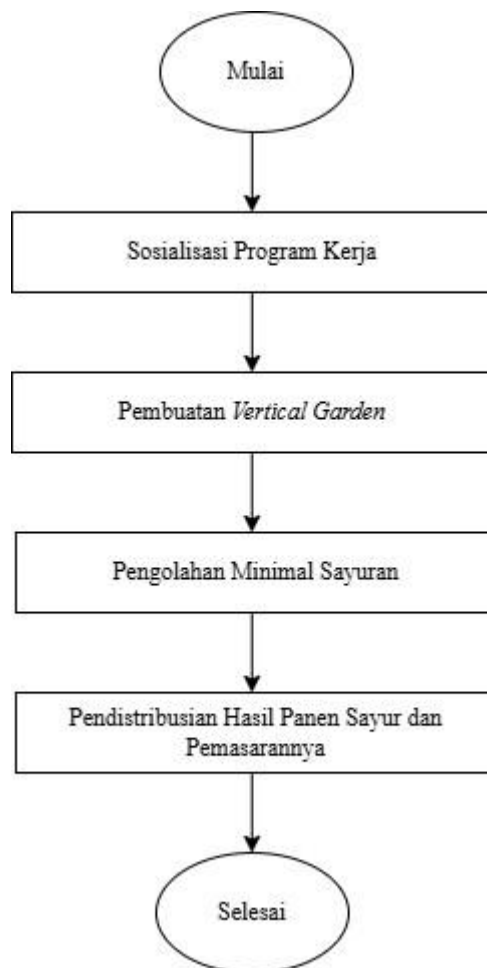 Mulai
Sosialisasi Program Kerja
Pembuatan Vertical Garden
Pengolahan Minimal Sayuran
Pendistribusian Hasil Panen Sayur dan
Pemasarannya
Selesai